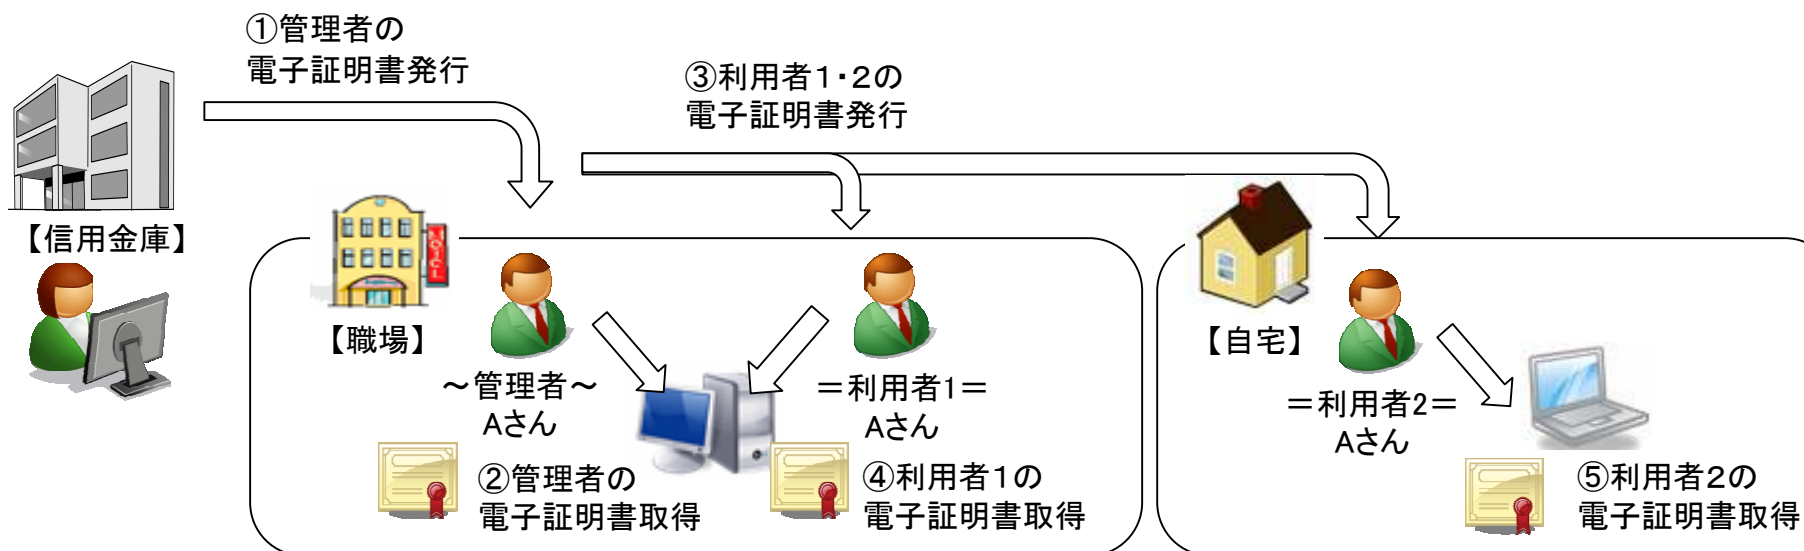 ①管理者の
電子証明書発行
③利用者1・2の
電子証明書発行
【信用金庫】
【職場】
～管理者～
Aさん
＝利用者1＝
Aさん
②管理者の
電子証明書取得
④利用者1の
電子証明書取得
【自宅】
＝利用者2＝
Aさん
⑤利用者2の
電子証明書取得